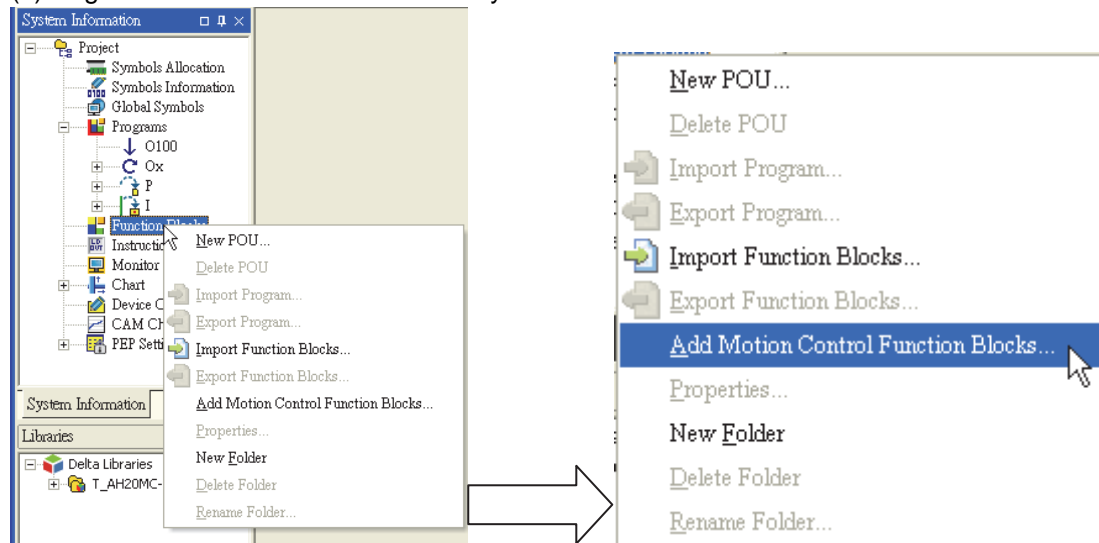 System Information
Project
Symbols Allocation
Symbols Information
Global Symbols
Programs
O100
Ox
P
I
Function Blocks
Instructi
Monitor
Chart
Device C
CAM Ch
PEP Setti
System Information
Libraries
Delta Libraries
T_AH20MC-
New POU...
Delete POU
Import Program...
Export Program...
Import Function Blocks...
Export Function Blocks...
Add Motion Control Function Blocks...
Properties...
New Folder
Delete Folder
Rename Folder...
New POU...
Delete POU
Import Program...
Export Program...
Import Function Blocks...
Export Function Blocks...
Add Motion Control Function Blocks...
Properties...
New Folder
Delete Folder
Rename Folder...